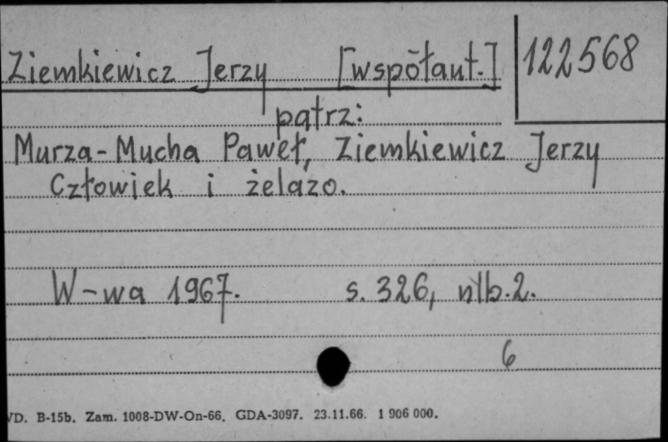 Ziemkiewicz Jerzy [współaut.] 122568
patrz:
Murza-Mucha Paweł, Ziemkiewicz Jerzy
Człowiek i żelazo.
W-wa 1967. s. 326, nlb. 2.
6
VD. B-15b. Zam. 1008-DW-On-66. GDA-3097. 23.11.66. 1 906 000.